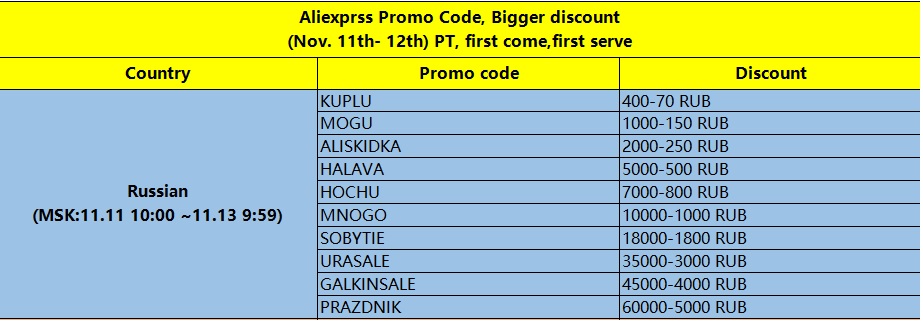 Aliexprss Promo Code, Bigger discount
(Nov. 11th- 12th) PT, first come,first serve
Country Promo code Discount
Russian
(MSK:11.11 10:00 ~11.13 9:59)
KUPLU 400-70 RUB
MOGU 1000-150 RUB
ALISKIDKA 2000-250 RUB
HALAVA 5000-500 RUB
HOCHU 7000-800 RUB
MNOGO 10000-1000 RUB
SOBYTIE 18000-1800 RUB
URASALE 35000-3000 RUB
GALKINSALE 45000-4000 RUB
PRAZDNIK 60000-5000 RUB